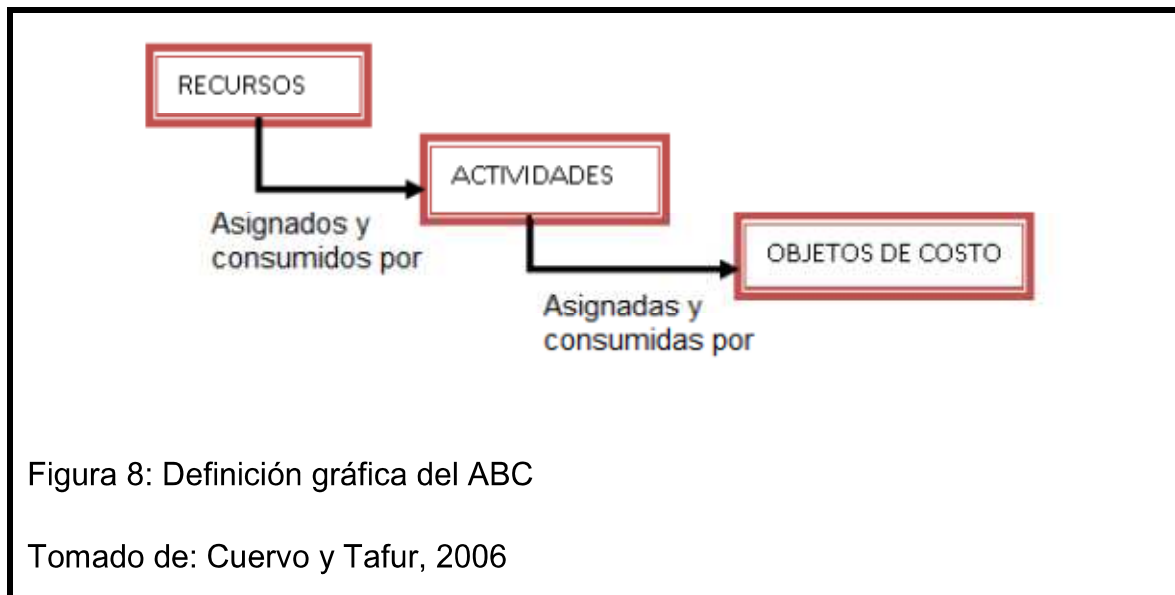 RECURSOS
ACTIVIDADES
Asignados y
consumidos por
OBJETOS DE COSTO
Asignadas y
consumidas por
Figura 8: Definición gráfica del ABC
Tomado de: Cuervo y Tafur, 2006